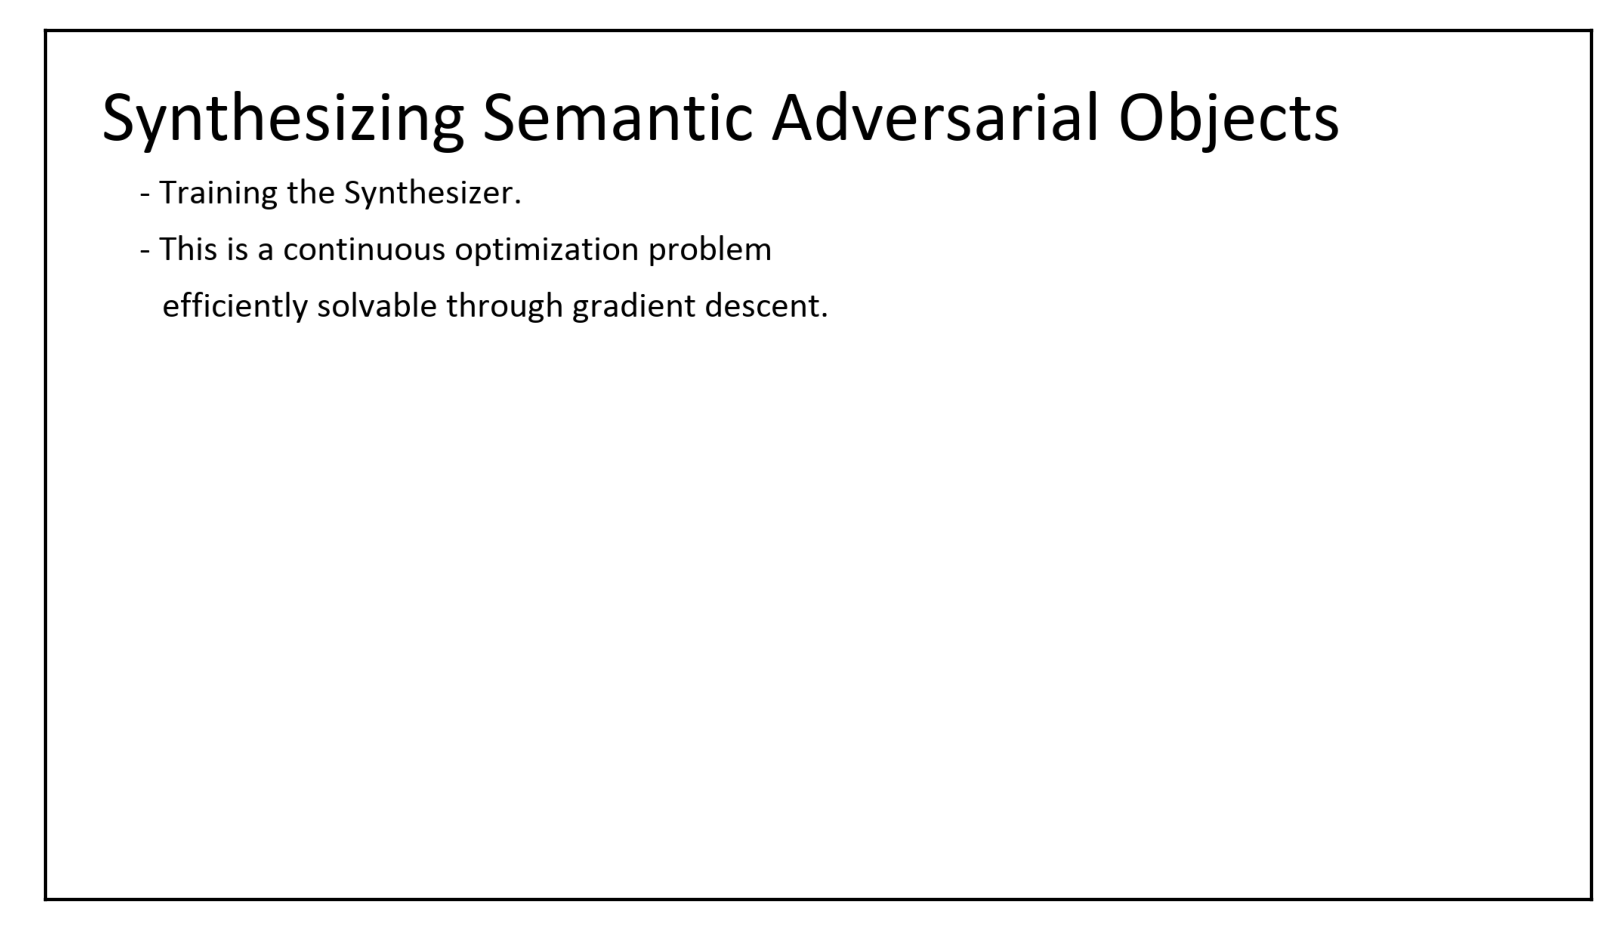 Synthesizing Semantic Adversarial Objects
- Training the Synthesizer.
- This is a continuous optimization problem
efficiently solvable through gradient descent.